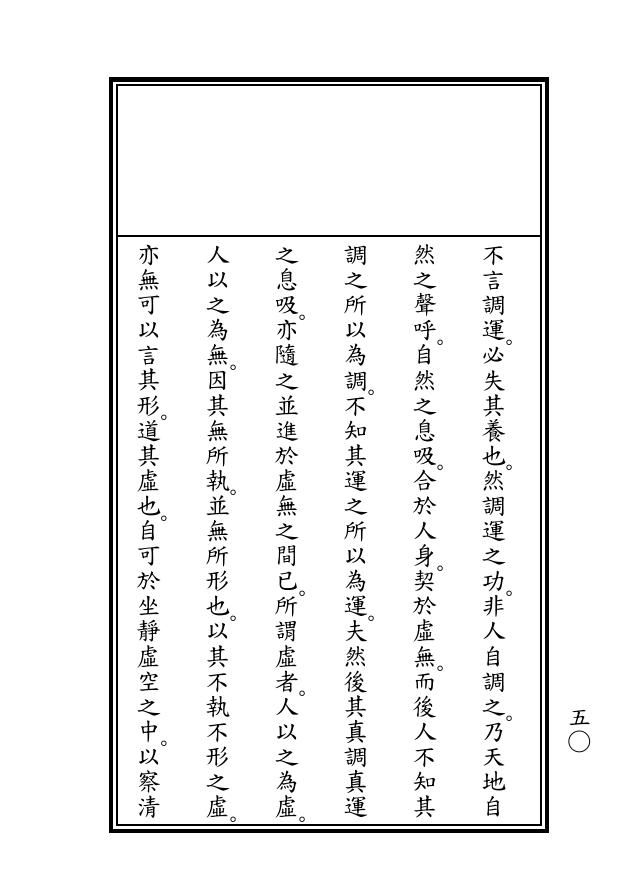 不言調運。必失其養也。然調運之功。非人自調之。乃天地自
然之聲呼。自然之息吸。合於人身。契於虛無。而後人不知其
調之所以為調。不知其運之所以為運。夫然後其真調真運
之息吸。亦隨之並進於虛無之間已。所謂虛者。人以之為虛。
人以之為無。因其無所執。並無所形也。以其不執不形之虛。
亦無可以言其形。道其虛也。自可於坐靜虛空之中。以察清
五〇